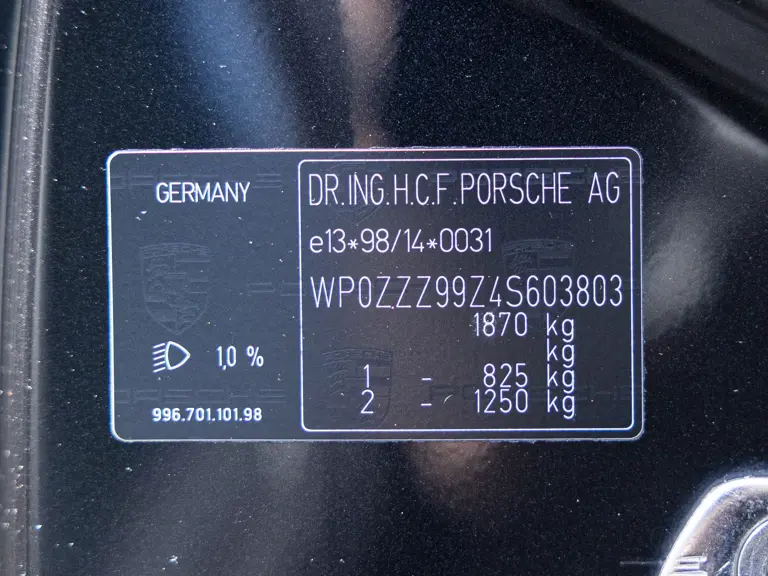 GERMANY
1,0 %
996.701.101.98
DR.ING.H.C.F.PORSCHE AG
e13*98/14*0031
WP0ZZZ99Z4S603803
1870 kg
kg
1 - 825 kg
2 - 1250 kg